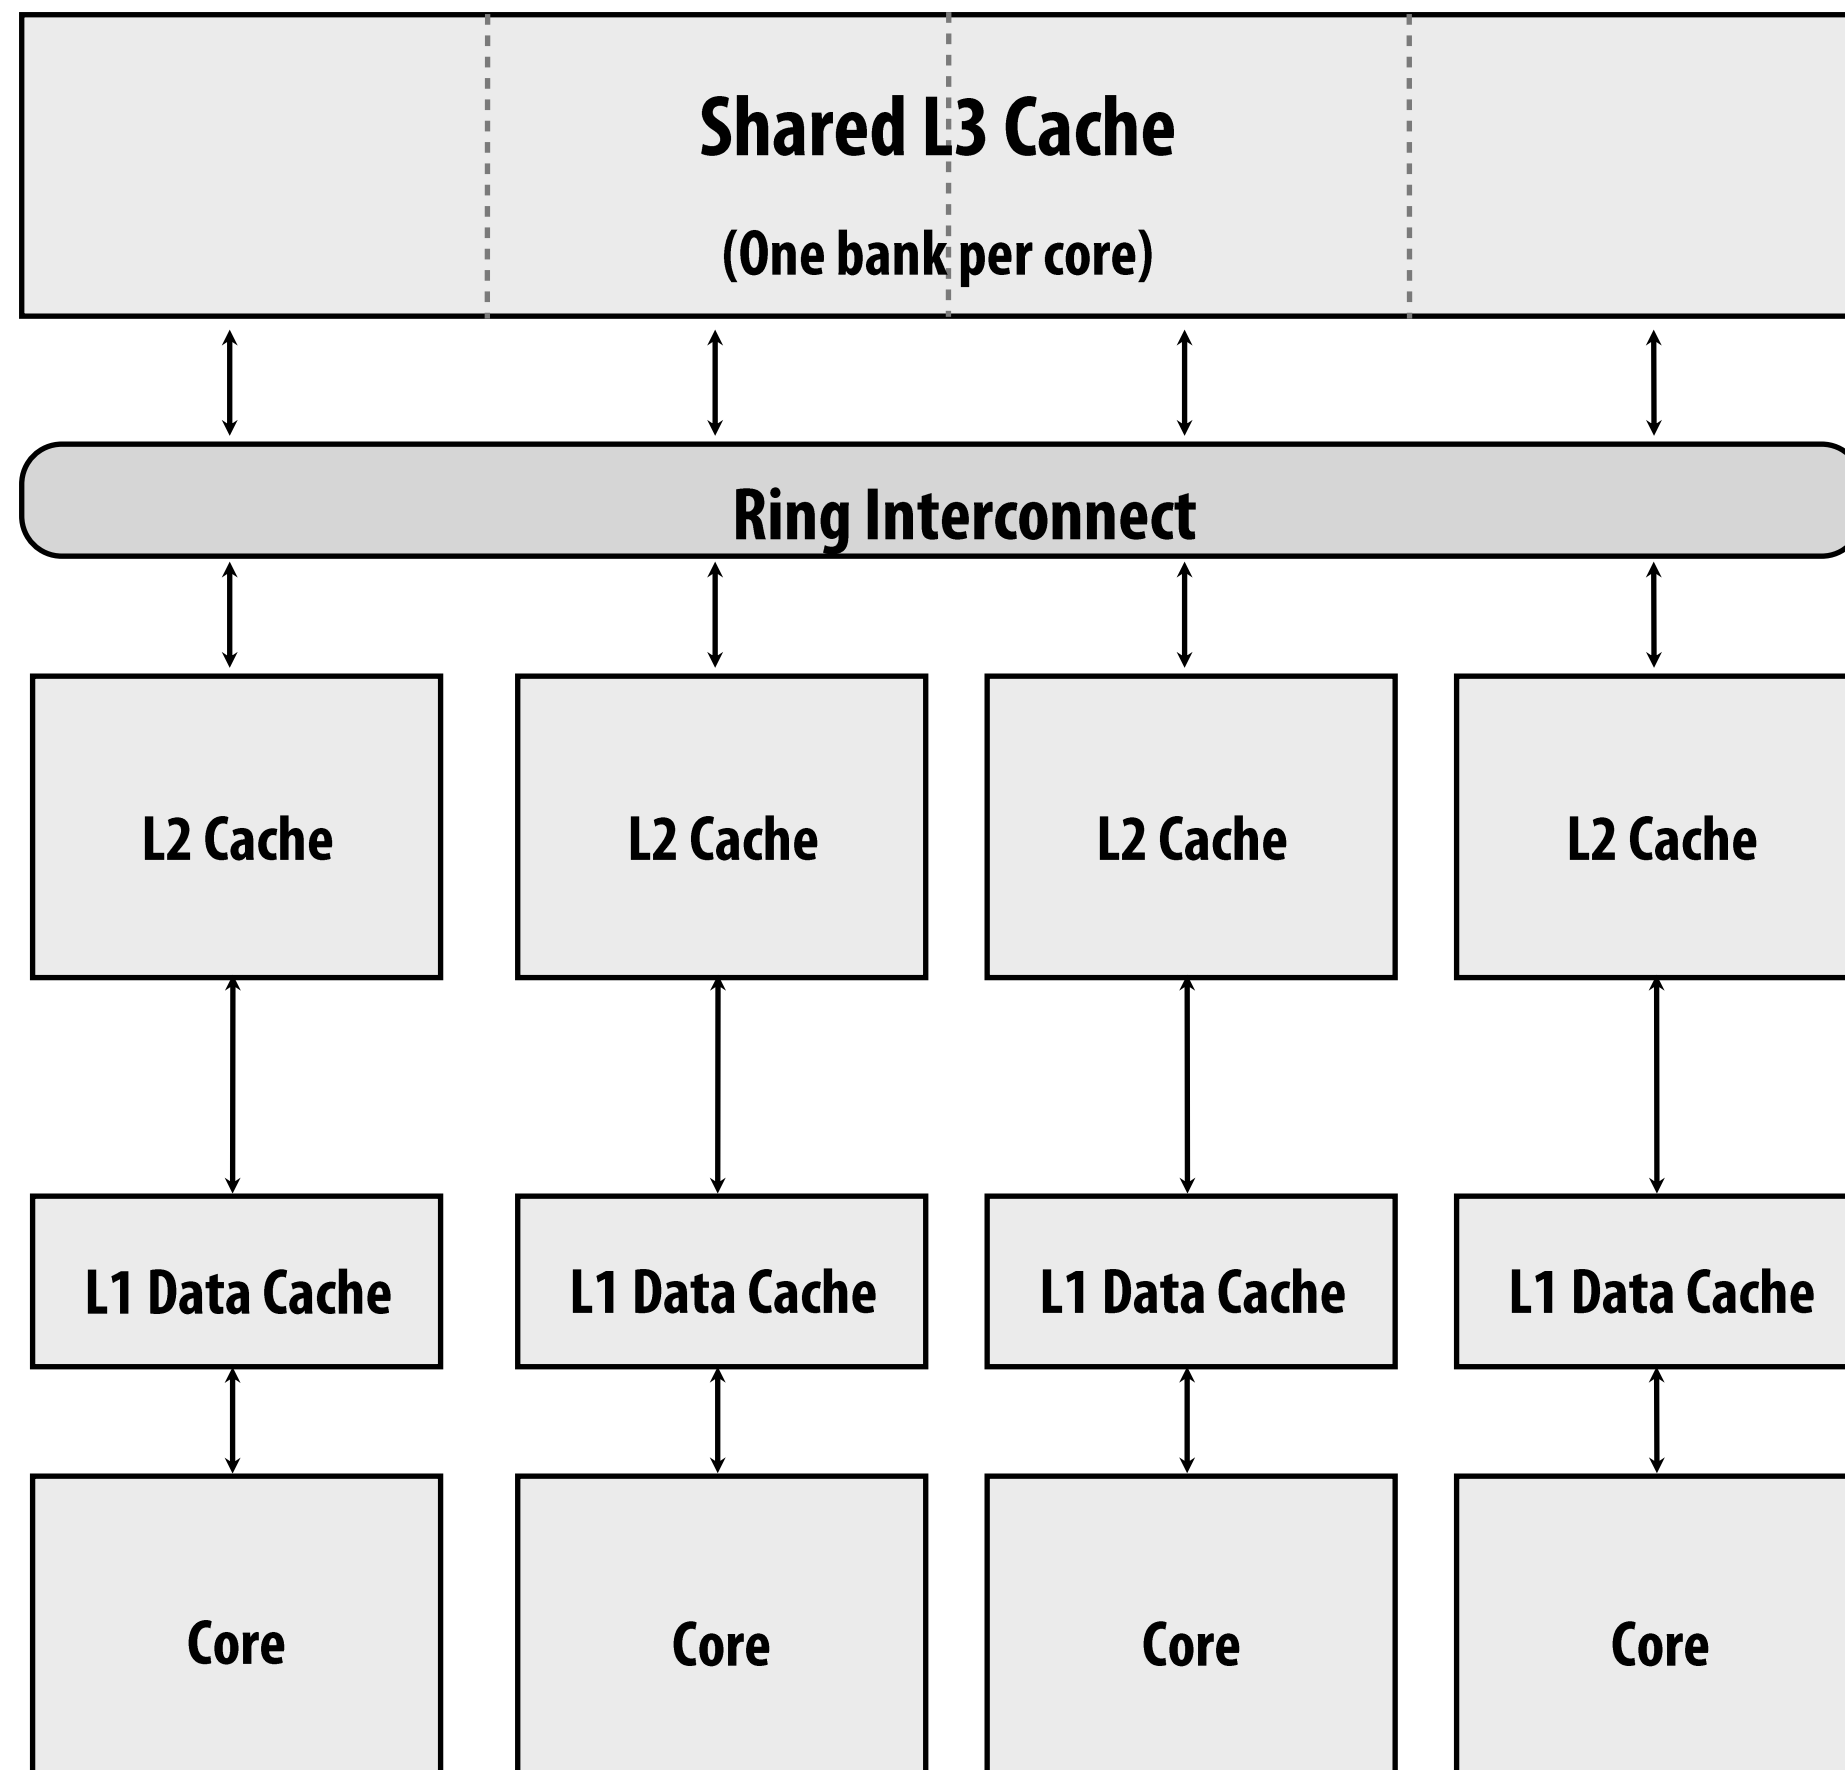 Shared L3 Cache
(One bank per core)
Ring Interconnect
L2 Cache
L2 Cache
L2 Cache
L2 Cache
L1 Data Cache
L1 Data Cache
L1 Data Cache
L1 Data Cache
Core
Core
Core
Core